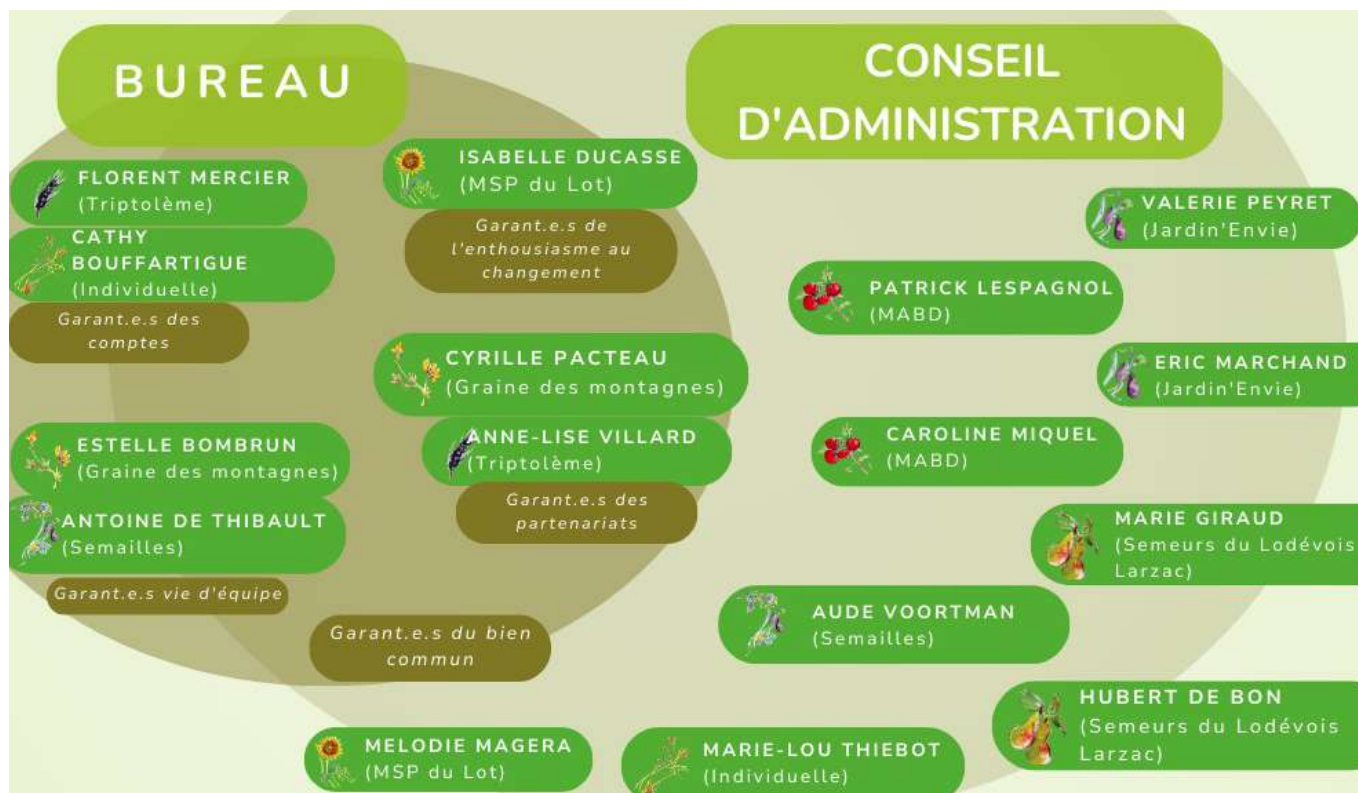 BUREAU
FLORENT MERCIER
(Triptolème)
CATHY
BOUFFARTIGUE
(Individuelle)
Garant.e.s des
comptes
ISABELLE DUCASSE
(MSP du Lot)
Garant.e.s de
l'enthousiasme au
changement
CYRILLE PACTEAU
(Graine des montagnes)
ANNE-LISE VILLARD
(Triptolème)
Garant.e.s des
partenariats
ESTELLE BOMBRUN
(Graine des montagnes)
ANTOINE DE THIBAULT
(Semailles)
Garant.e.s vie d'équipe
Garant.e.s du bien
commun
MELODIE MAGERA
(MSP du Lot)
CONSEIL
D'ADMINISTRATION
VALERIE PEYRET
(Jardin'Envie)
PATRICK LESPAGNOL
(MABD)
ERIC MARCHAND
(Jardin'Envie)
CAROLINE MIQUEL
(MABD)
MARIE GIRAUD
(Semeurs du Lodévois
Larzac)
AUDE VOORTMAN
(Semailles)
HUBERT DE BON
(Semeurs du Lodévois
Larzac)
MARIE-LOU THIEBOT
(Individuelle)